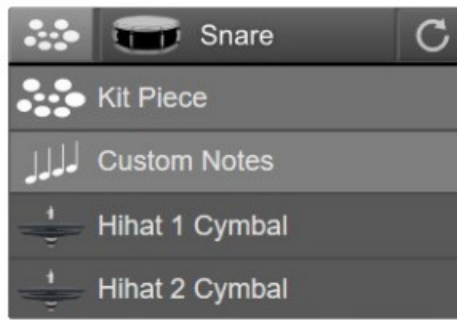 Snare
Kit Piece
Custom Notes
Hihat 1 Cymbal
Hihat 2 Cymbal